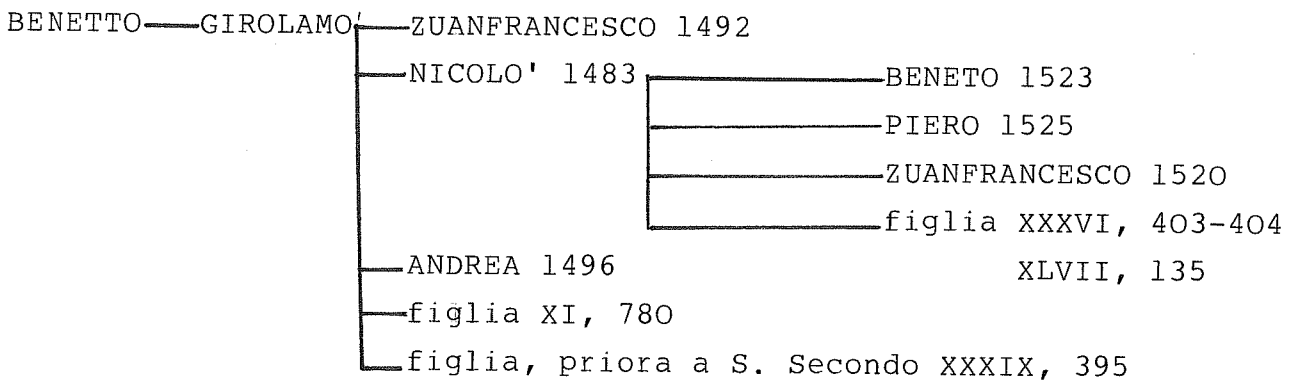 BENETTO GIROLAMO ZUANFRANCESCO 1492
NICOLO' 1483 BENETO 1523
PIERO 1525
ZUANFRANCESCO 1520
figlia XXXVI, 403-404
ANDREA 1496 XLVII, 135
figlia XI, 780
figlia, priora a S. Secondo XXXIX, 395